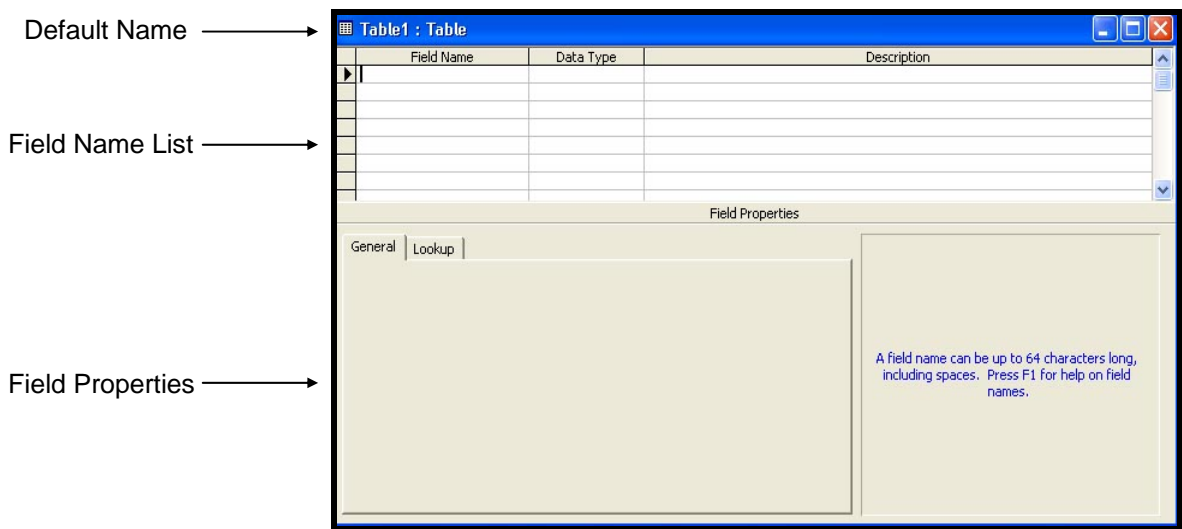 Default Name
Table1 : Table
Field Name Data Type Description
Field Name List
Field Properties
General Lookup
A field name can be up to 64 characters long,
including spaces. Press F1 for help on field
names.
Field Properties